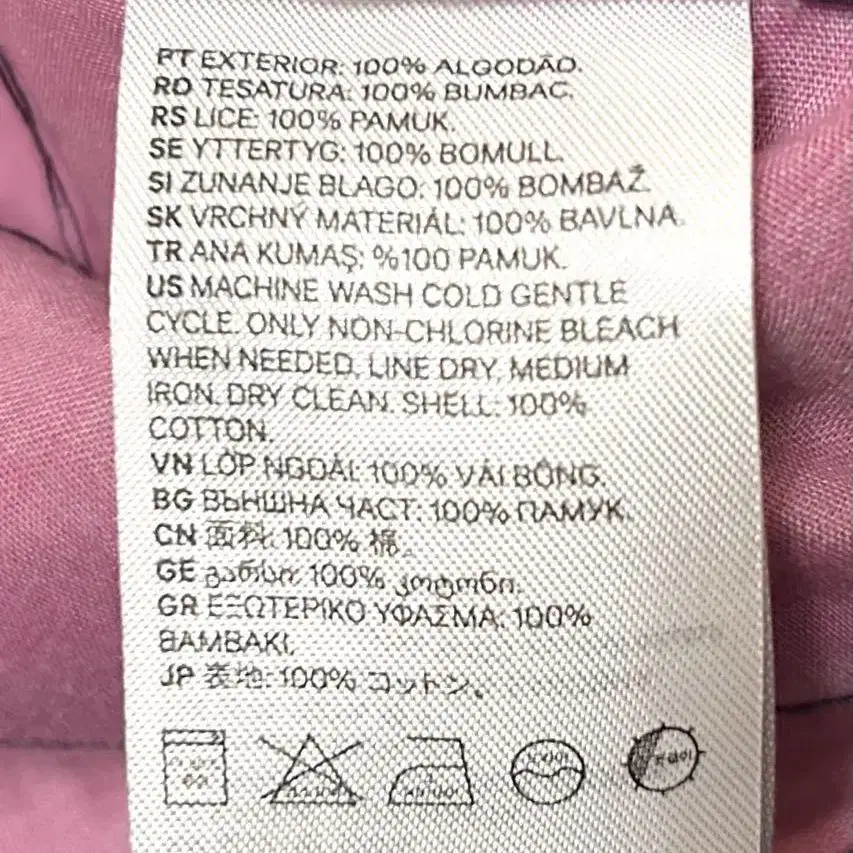 PT EXTERIOR: 100% ALGODÃO.
RO TESATURA: 100% BUMBAC.
RS LICE: 100% PAMUK.
SE YTTERTYG: 100% BOMULL.
SI ZUNANJE BLAGO: 100% BOMBAŽ.
SK VRCHNÝ MATERIÁL: 100% BAVLNA.
TR ANA KUMAŞ: %100 PAMUK.
US MACHINE WASH COLD GENTLE
CYCLE. ONLY NON-CHLORINE BLEACH
WHEN NEEDED. LINE DRY. MEDIUM
IRON. DRY CLEAN. SHELL: 100%
COTTON.
VN LỚP NGOÀI: 100% VẢI BÔNG.
BG ВЪНШНА ЧАСТ: 100% ПАМУК.
CN 面料: 100% 棉。
GE გარსი: 100% კოტონი.
GR ΕΞΩΤΕΡΙΚΟ ΥΦΑΣΜΑ: 100%
ΒΑΜΒΑΚΙ.
JP 表地: 100% コットン。